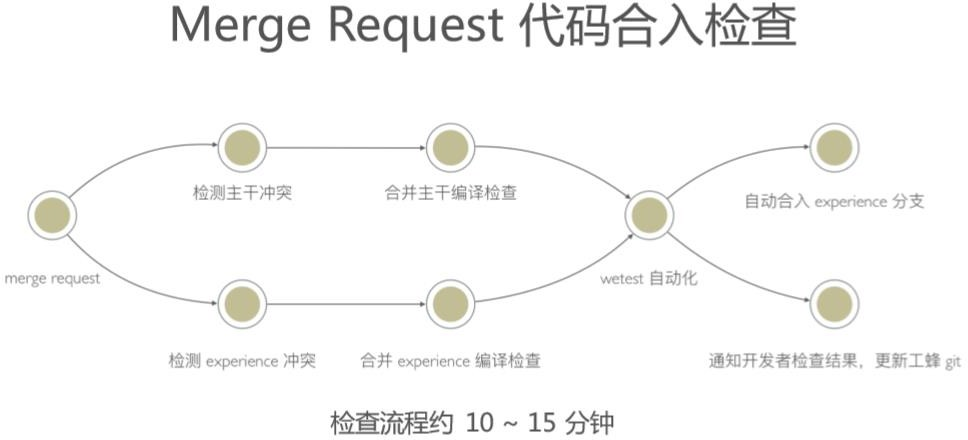 Merge Request 代码合入检查
检测主干冲突
合并主干编译检查
自动合入 experience 分支
merge request
wetest 自动化
检测 experience 冲突
合并 experience 编译检查
通知开发者检查结果，更新工蜂 git
检查流程约 10 ~ 15 分钟